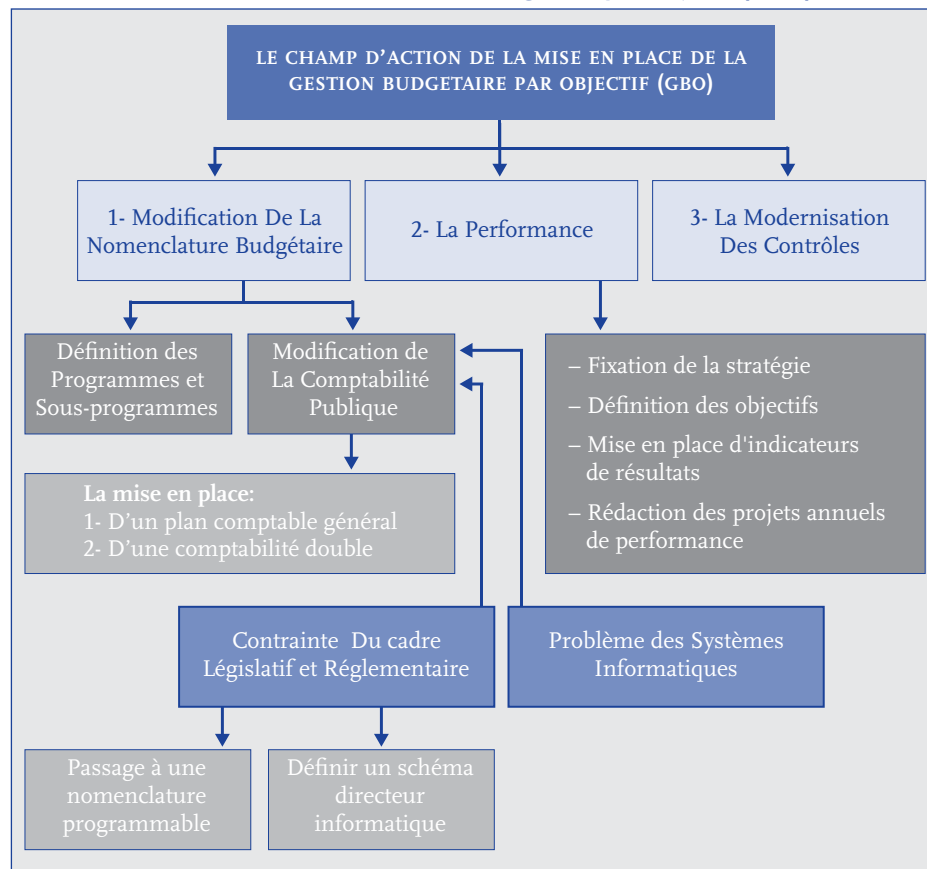 LE CHAMP D’ACTION DE LA MISE EN PLACE DE LA
GESTION BUDGETAIRE PAR OBJECTIF (GBO)
1- Modification De La
Nomenclature Budgétaire
2- La Performance
3- La Modernisation
Des Contrôles
Définition des
Programmes et
Sous-programmes
Modification de
La Comptabilité
Publique
– Fixation de la stratégie
– Définition des objectifs
– Mise en place d'indicateurs
de résultats
– Rédaction des projets annuels
de performance
La mise en place:
1- D’un plan comptable général
2- D’une comptabilité double
Contrainte Du cadre
Législatif et Réglementaire
Problème des Systèmes
Informatiques
Passage à une
nomenclature
programmable
Définir un schéma
directeur
informatique